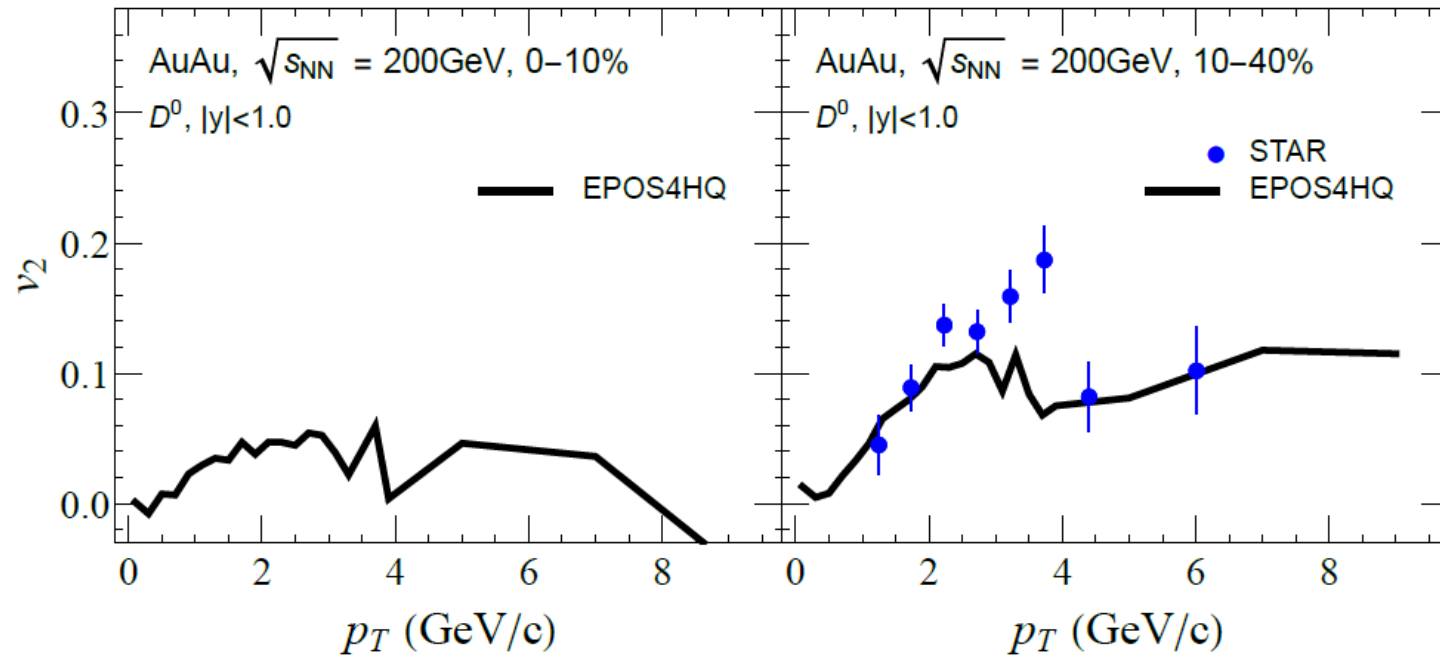 AuAu, √sNN = 200GeV, 0–10%
D0, |y|<1.0
EPOS4HQ
0.3
0.2
0.1
0.0
v2
0 2 4 6 8
pT (GeV/c)
AuAu, √sNN = 200GeV, 10–40%
D0, |y|<1.0
STAR
EPOS4HQ
0 2 4 6 8
pT (GeV/c)